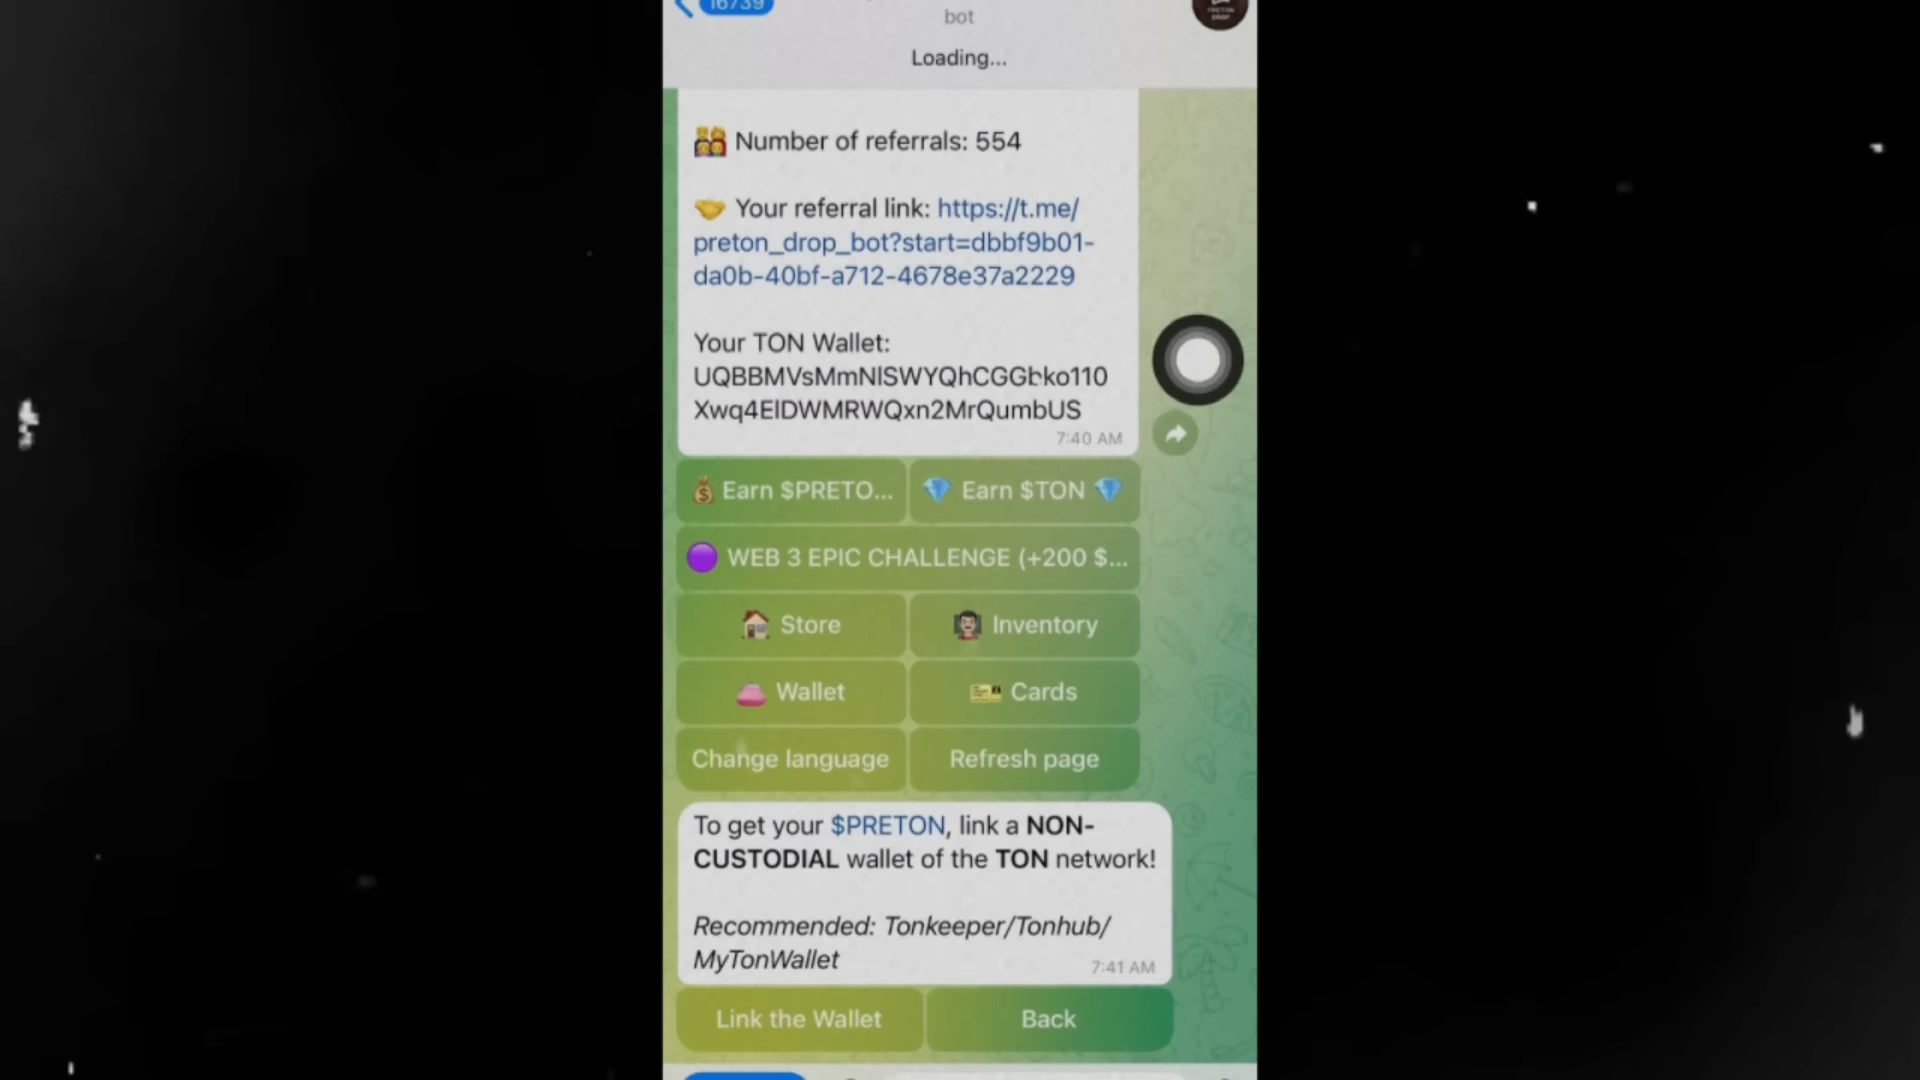 16739
bot
Loading...
Number of referrals: 554
Your referral link: https://t.me/
preton_drop_bot?start=dbbf9b01-
da0b-40bf-a712-4678e37a2229
Your TON Wallet:
UQBBMVsMmNlSWYQhCGGbko110
Xwq4ElDWMRWQxn2MrQumbUS
7:40 AM
Earn $PRETO...
Earn $TON
WEB 3 EPIC CHALLENGE (+200 $...
Store
Inventory
Wallet
Cards
Change language
Refresh page
To get your $PRETON, link a NON-
CUSTODIAL wallet of the TON network!
Recommended: Tonkeeper/Tonhub/
MyTonWallet
7:41 AM
Link the Wallet
Back